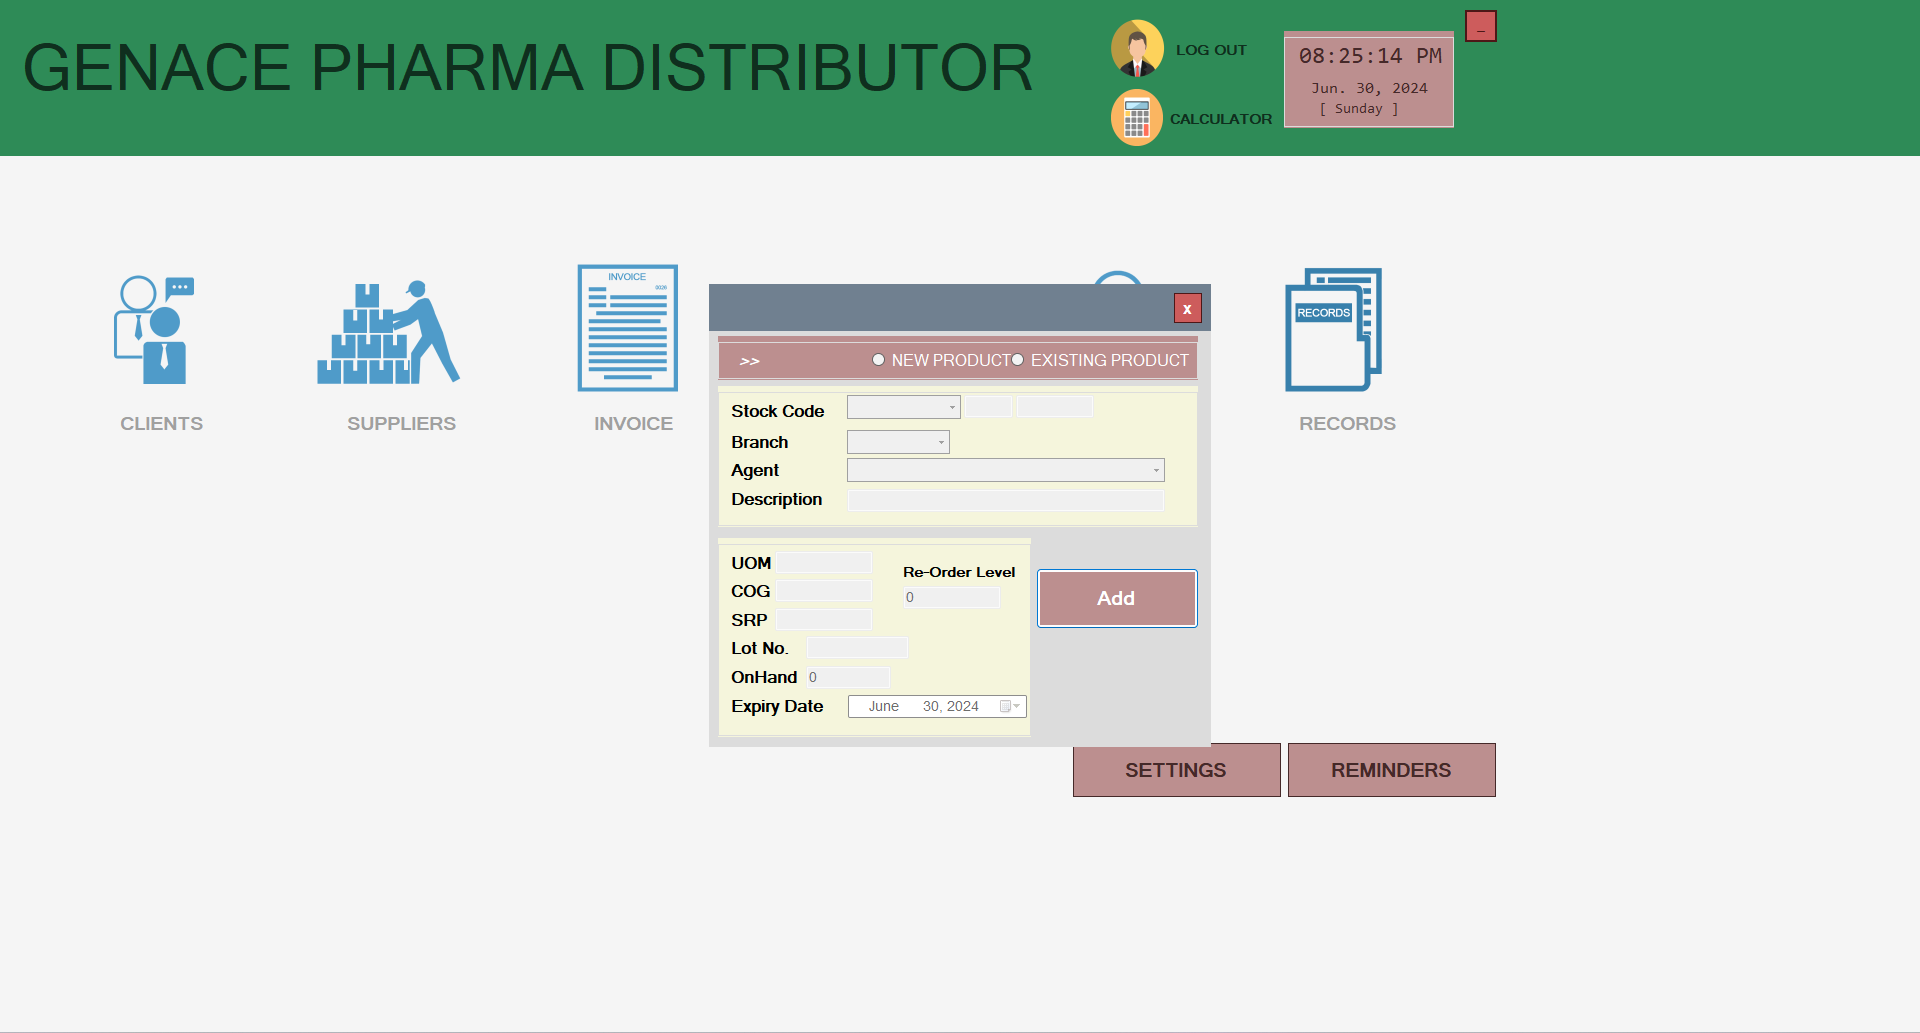 GENACE PHARMA DISTRIBUTOR
LOG OUT
CALCULATOR
08:25:14 PM
Jun. 30, 2024
[ Sunday ]
_
INVOICE
0028
RECORDS
CLIENTS
SUPPLIERS
INVOICE
RECORDS
x
>> NEW PRODUCT EXISTING PRODUCT
Stock Code
Branch
Agent
Description
UOM
COG
SRP
Lot No.
OnHand 0
Expiry Date June 30, 2024
Re-Order Level
0
Add
SETTINGS
REMINDERS